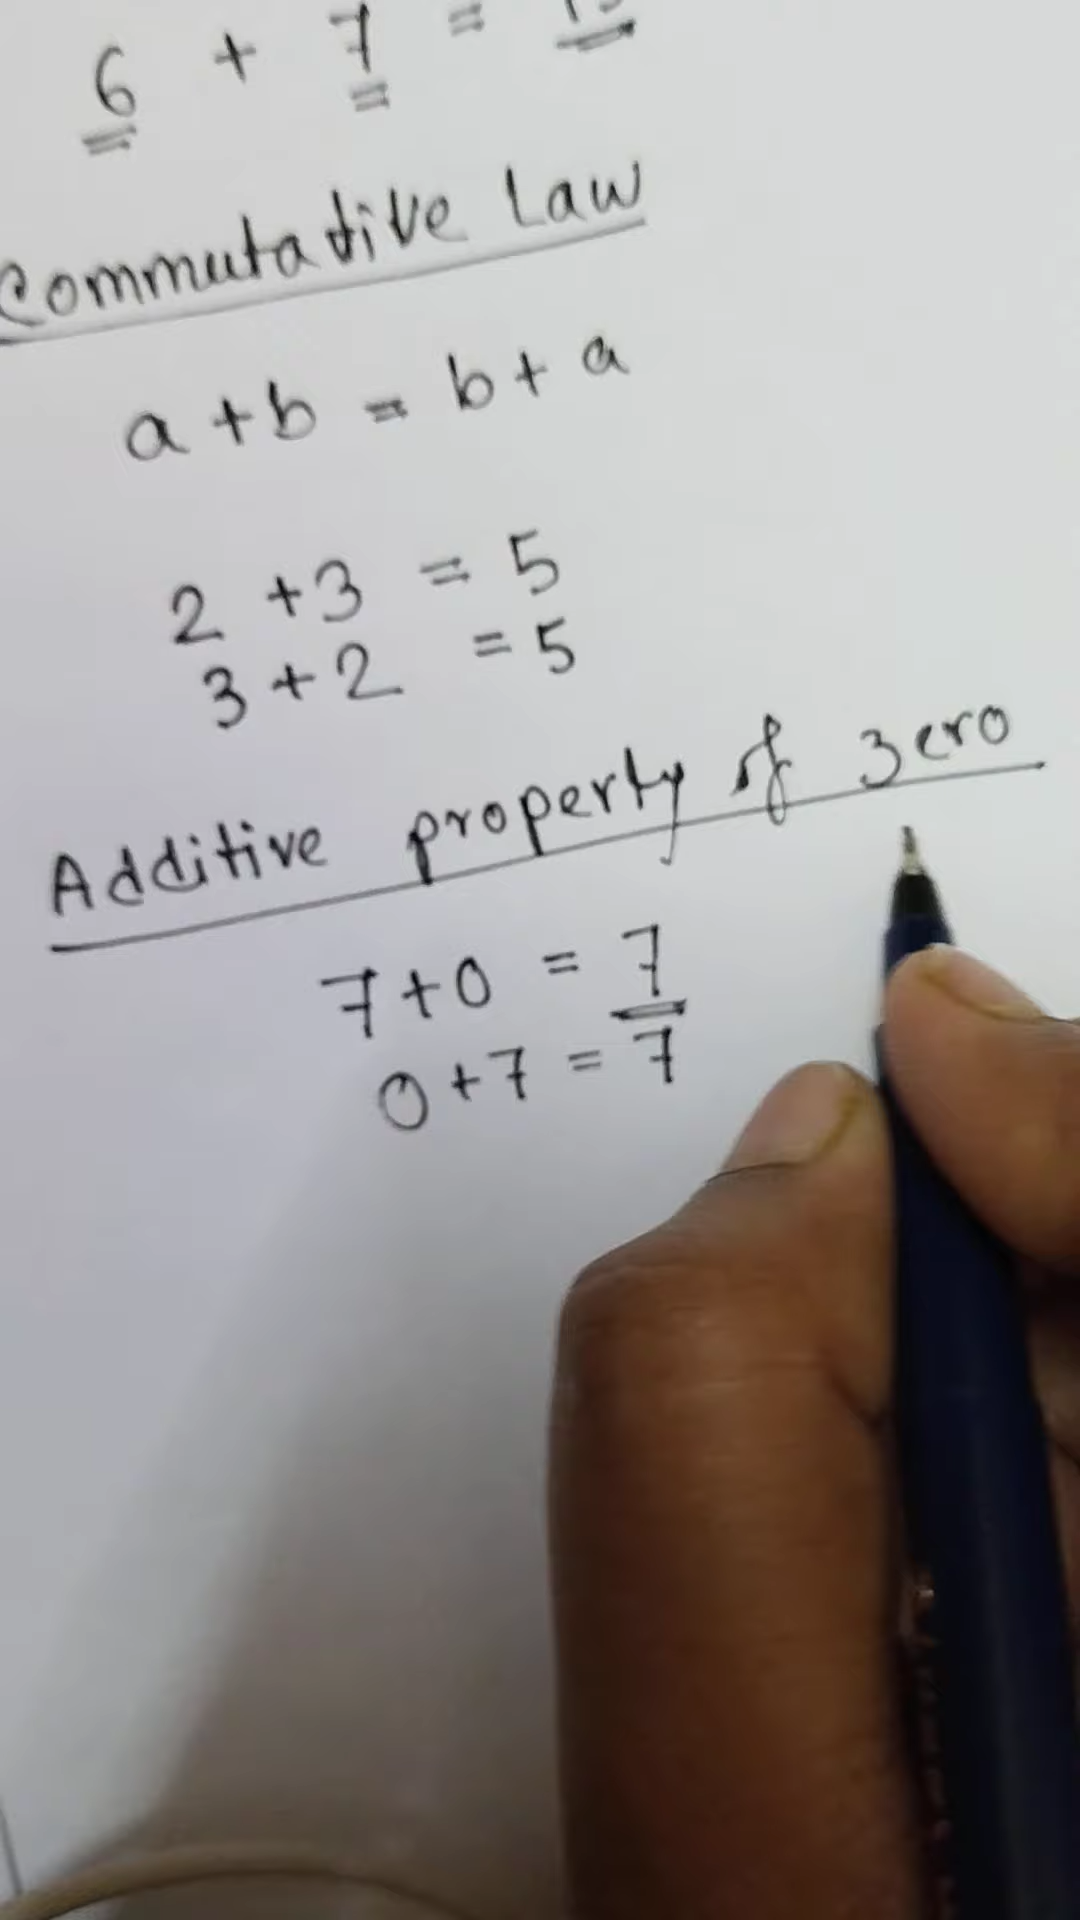 6 + 7 =
Commutative Law
a + b = b + a
2 + 3 = 5
3 + 2 = 5
Additive property of zero
7 + 0 = 7
0 + 7 = 7